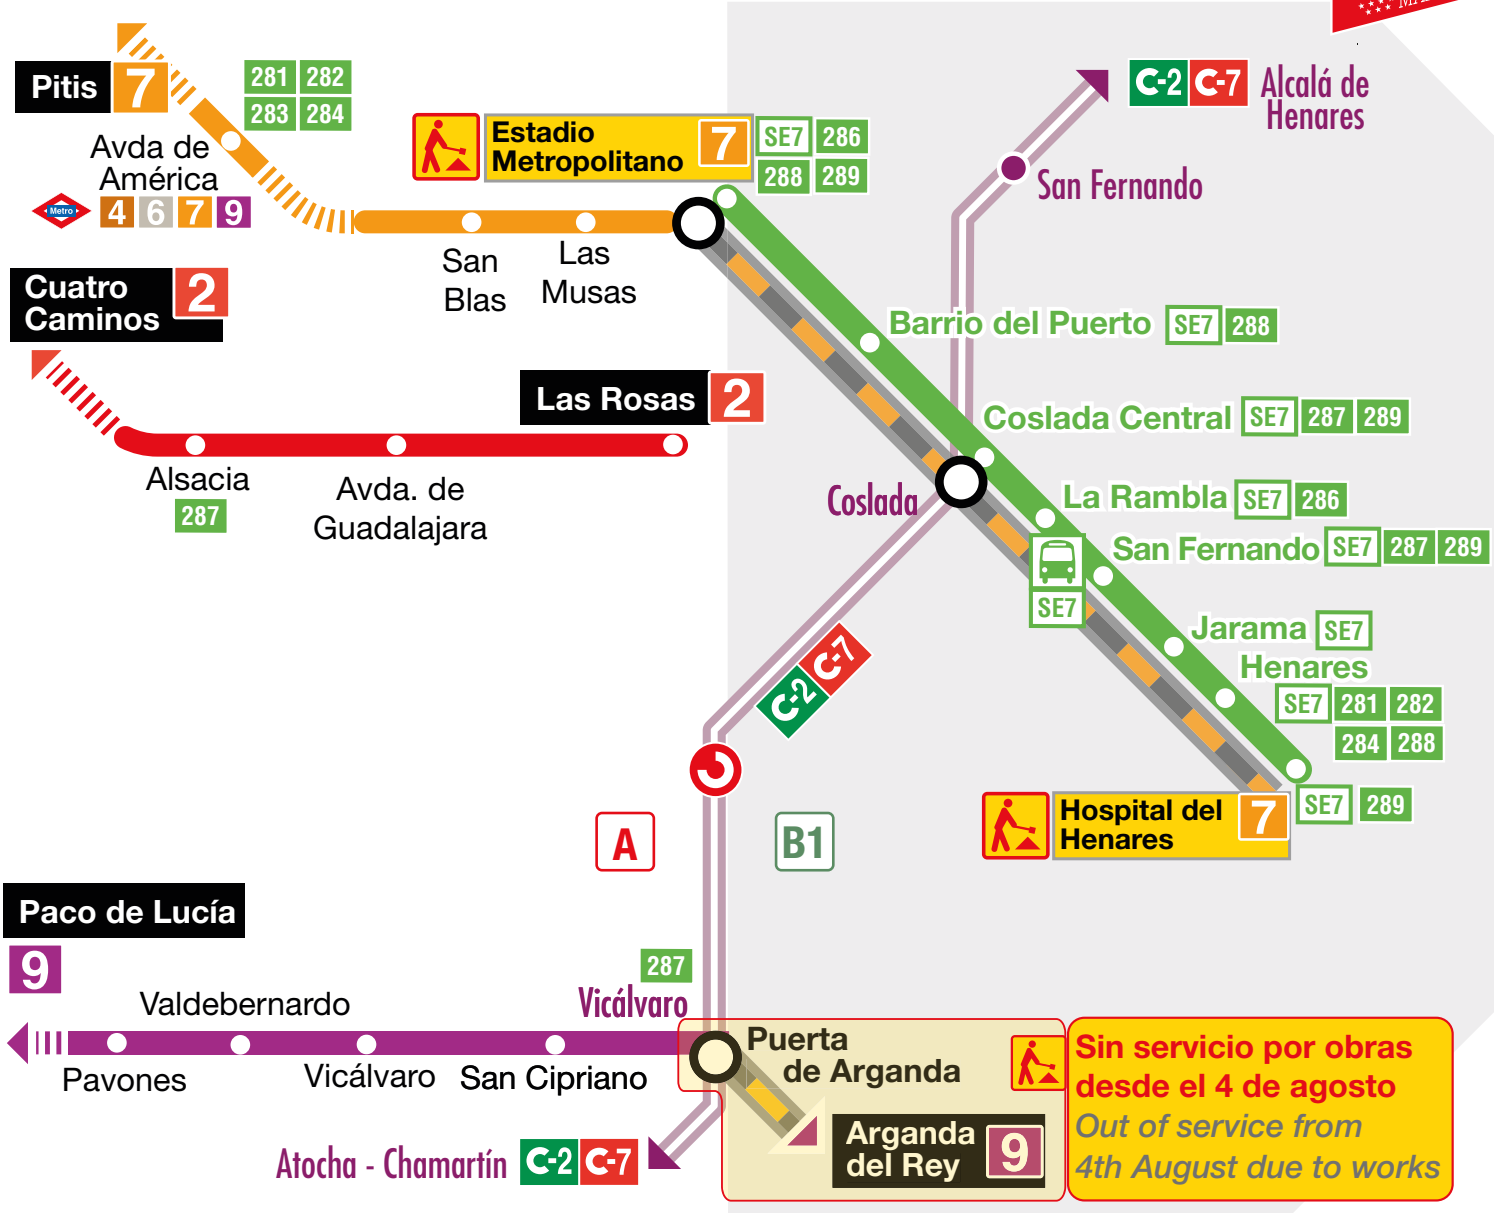 Pitis 7
281 282
283 284
Avda de
América
Metro 4 6 7 9
Estadio
Metropolitano 7
SE7 286
288 289
C-2 C-7 Alcalá de
Henares
San Fernando
San
Blas
Las
Musas
Cuatro
Caminos 2
Barrio del Puerto SE7 288
Las Rosas 2
Coslada Central SE7 287 289
Alsacia
287
Avda. de
Guadalajara
Coslada
La Rambla SE7 286
San Fernando SE7 287 289
SE7
Jarama SE7
Henares
SE7 281 282
284 288
C-2 C-7
Hospital del
Henares 7
SE7 289
A
B1
Paco de Lucía
9
287
Vicálvaro
Valdebernardo
Pavones
Vicálvaro
San Cipriano
Puerta
de Arganda
Arganda
del Rey 9
Atocha - Chamartín C-2 C-7
Sin servicio por obras
desde el 4 de agosto
Out of service from
4th August due to works